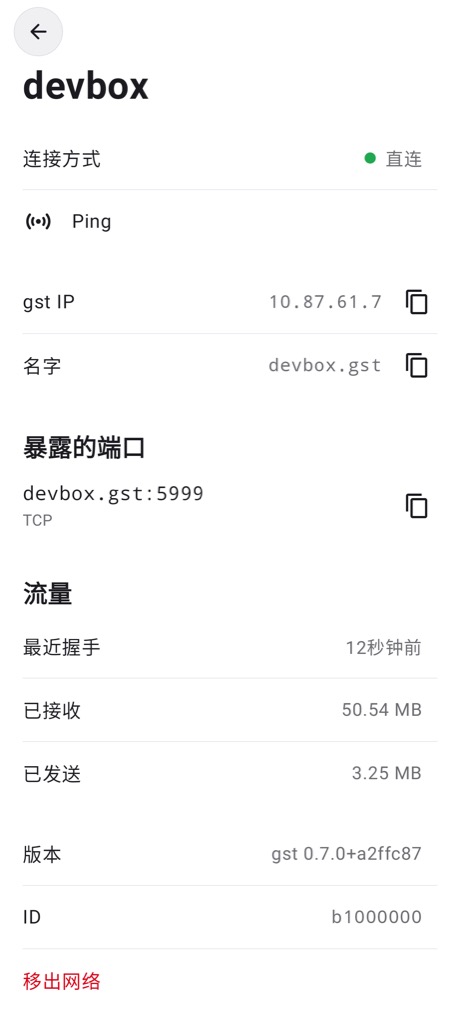 devbox
连接方式 直连
Ping
gst IP 10.87.61.7
名字 devbox.gst
暴露的端口
devbox.gst:5999
TCP
流量
最近握手 12秒钟前
已接收 50.54 MB
已发送 3.25 MB
版本 gst 0.7.0+a2ffc87
ID b1000000
移出网络